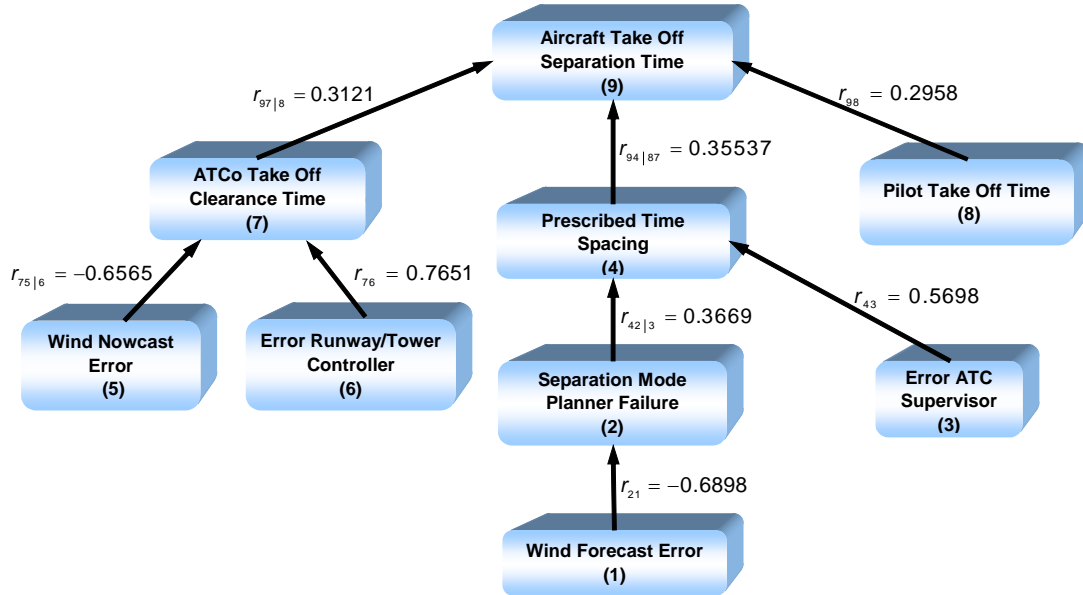 Aircraft Take Off
Separation Time
(9)
r97|8 = 0.3121
r98 = 0.2958
r94|87 = 0.35537
ATCo Take Off
Clearance Time
(7)
Pilot Take Off Time
(8)
Prescribed Time
Spacing
(4)
r75|6 = −0.6565
r76 = 0.7651
r42|3 = 0.3669
r43 = 0.5698
Wind Nowcast
Error
(5)
Error Runway/Tower
Controller
(6)
Separation Mode
Planner Failure
(2)
Error ATC
Supervisor
(3)
r21 = −0.6898
Wind Forecast Error
(1)